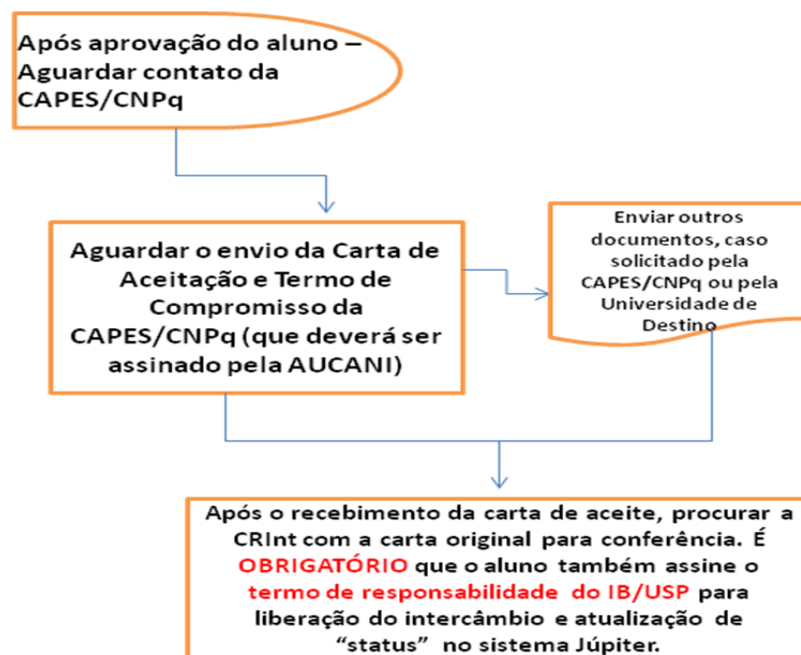 Após aprovação do aluno –
Aguardar contato da
CAPES/CNPq
Aguardar o envio da Carta de
Aceitação e Termo de
Compromisso da
CAPES/CNPq (que deverá ser
assinado pela AUCANI)
Enviar outros
documentos, caso
solicitado pela
CAPES/CNPq ou pela
Universidade de
Destino
Após o recebimento da carta de aceite, procurar a
CRInt com a carta original para conferência. É
OBRIGATÓRIO que o aluno também assine o
termo de responsabilidade do IB/USP para
liberação do intercâmbio e atualização de
“status” no sistema Júpiter.